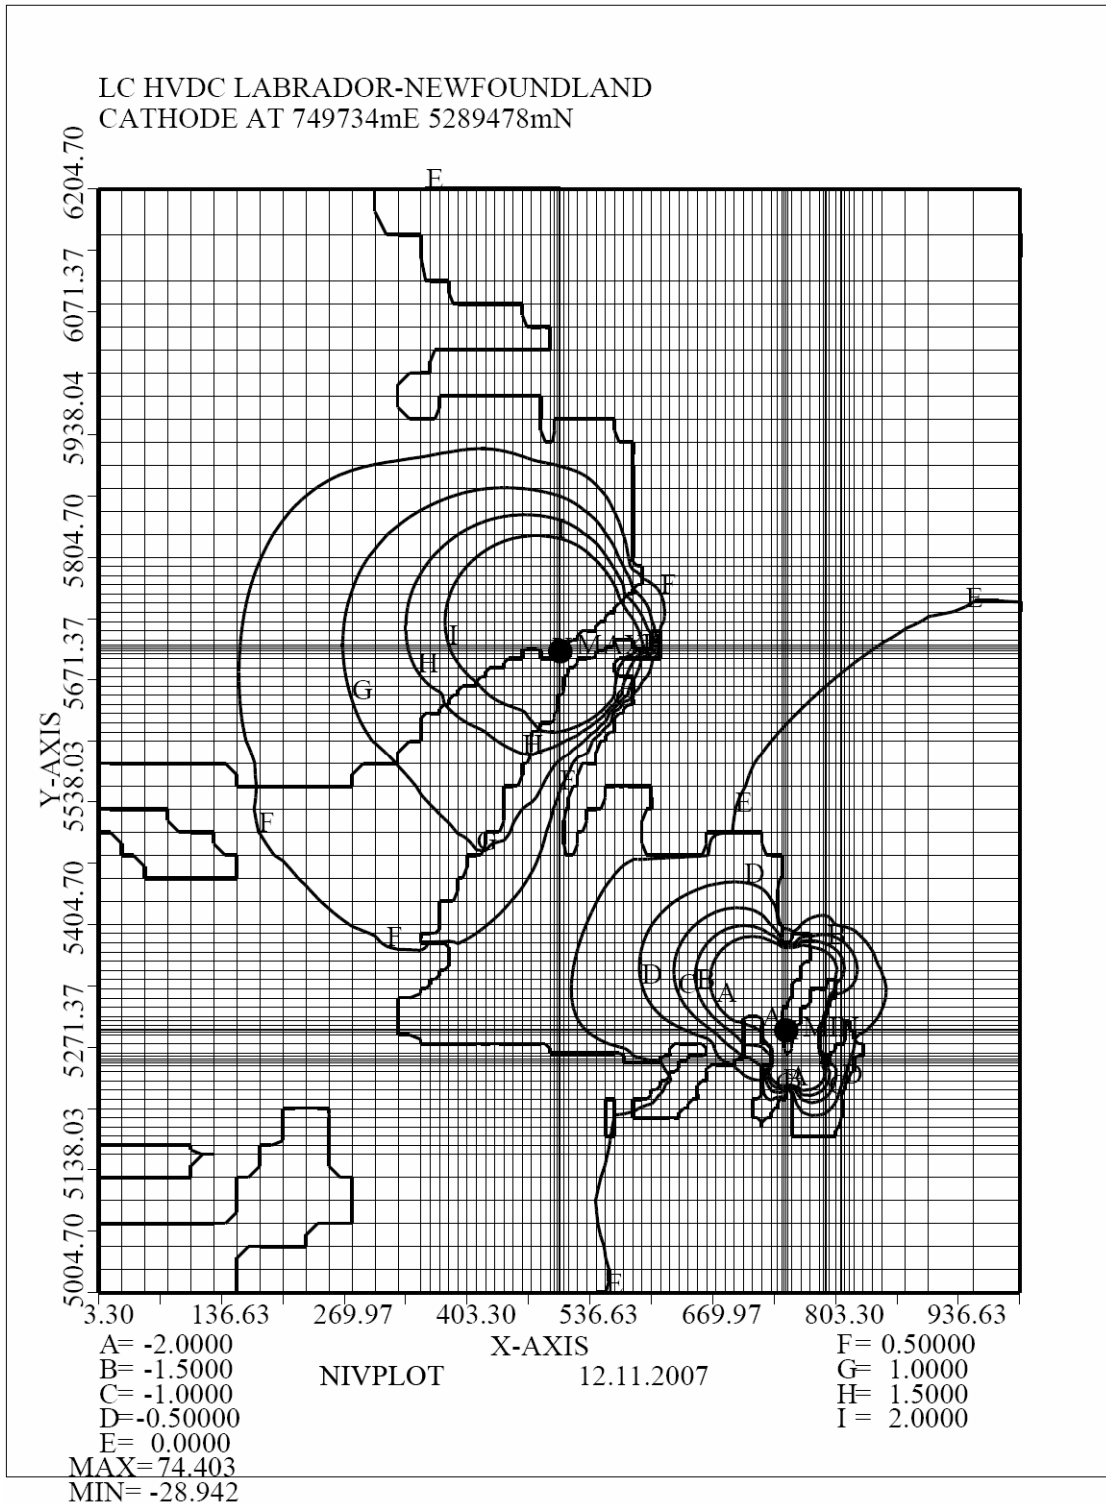 LC HVDC LABRADOR-NEWFOUNDLAND
CATHODE AT 749734mE 5289478mN
Y-AXIS
6204.70
6071.37
5938.04
5804.70
5671.37
5538.03
5404.70
5271.37
5138.03
5004.70
E
F
E
I
H
G
H
E
F
G
F
D
D
C
B
A
A
E
3.30 136.63 269.97 403.30 536.63 669.97 803.30 936.63
X-AXIS
A= -2.0000
B= -1.5000
C= -1.0000
D=-0.50000
E= 0.0000
MAX=74.403
MIN= -28.942
NIVPLOT 12.11.2007
F= 0.50000
G= 1.0000
H= 1.5000
I = 2.0000